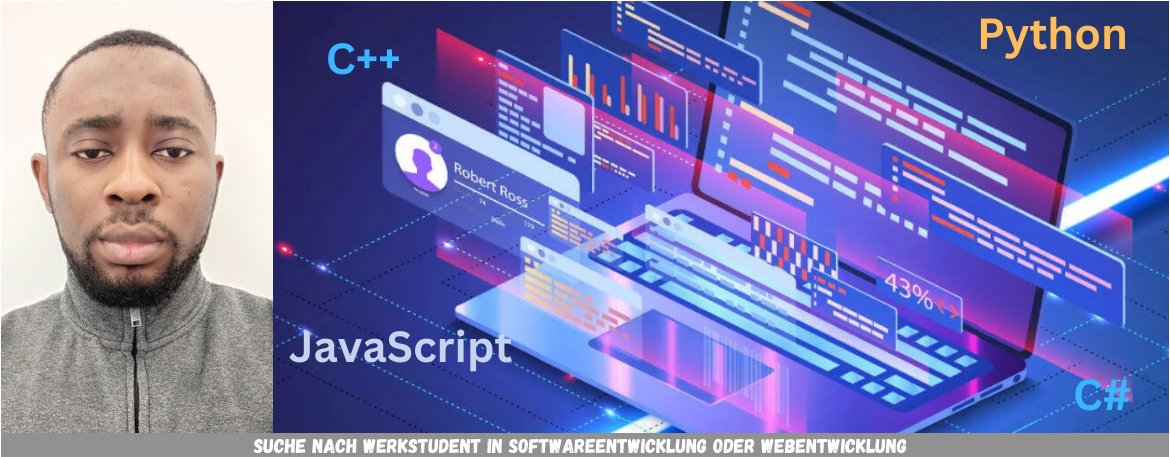 Python
C++
Robert Ross
43%
JavaScript
C#
SUCHE NACH WERKSTUDENT IN SOFTWAREENTWICKLUNG ODER WEBENTWICKLUNG